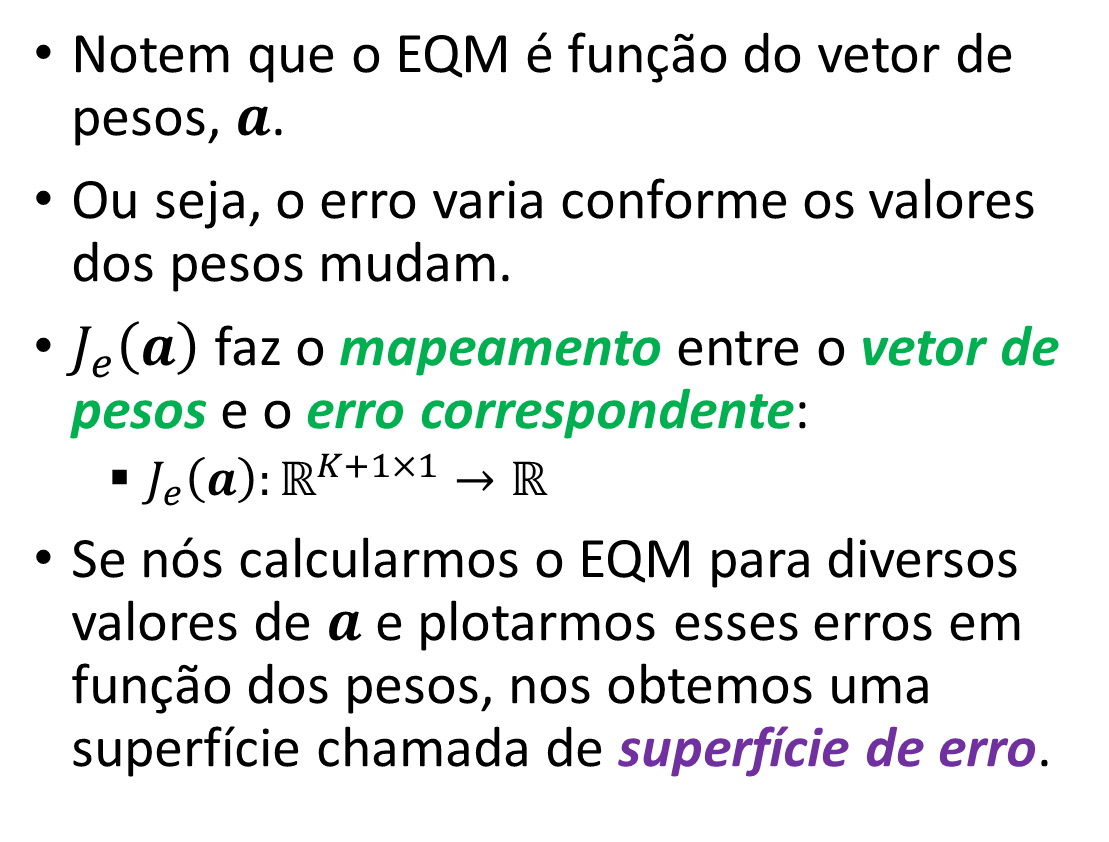 • Notem que o EQM é função do vetor de
pesos, 𝒂.
• Ou seja, o erro varia conforme os valores
dos pesos mudam.
• 𝐽ₑ(𝒂) faz o mapeamento entre o vetor de
pesos e o erro correspondente:
▪ 𝐽ₑ(𝒂): ℝ^{𝐾+1×1} → ℝ
• Se nós calcularmos o EQM para diversos
valores de 𝒂 e plotarmos esses erros em
função dos pesos, nos obtemos uma
superfície chamada de superfície de erro.